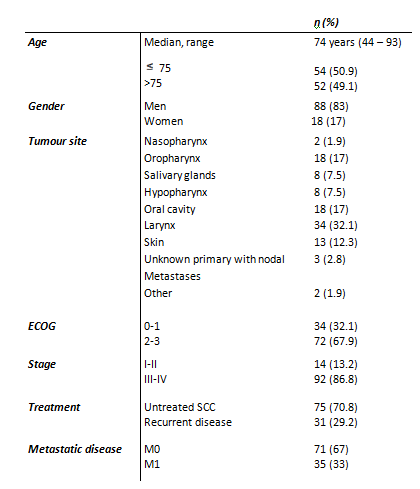 n (%)
Age Median, range 74 years (44 – 93)
≤ 75 54 (50.9)
>75 52 (49.1)
Gender Men 88 (83)
Women 18 (17)
Tumour site Nasopharynx 2 (1.9)
Oropharynx 18 (17)
Salivary glands 8 (7.5)
Hypopharynx 8 (7.5)
Oral cavity 18 (17)
Larynx 34 (32.1)
Skin 13 (12.3)
Unknown primary with nodal 3 (2.8)
Metastases
Other 2 (1.9)
ECOG 0-1 34 (32.1)
2-3 72 (67.9)
Stage I-II 14 (13.2)
III-IV 92 (86.8)
Treatment Untreated SCC 75 (70.8)
Recurrent disease 31 (29.2)
Metastatic disease M0 71 (67)
M1 35 (33)